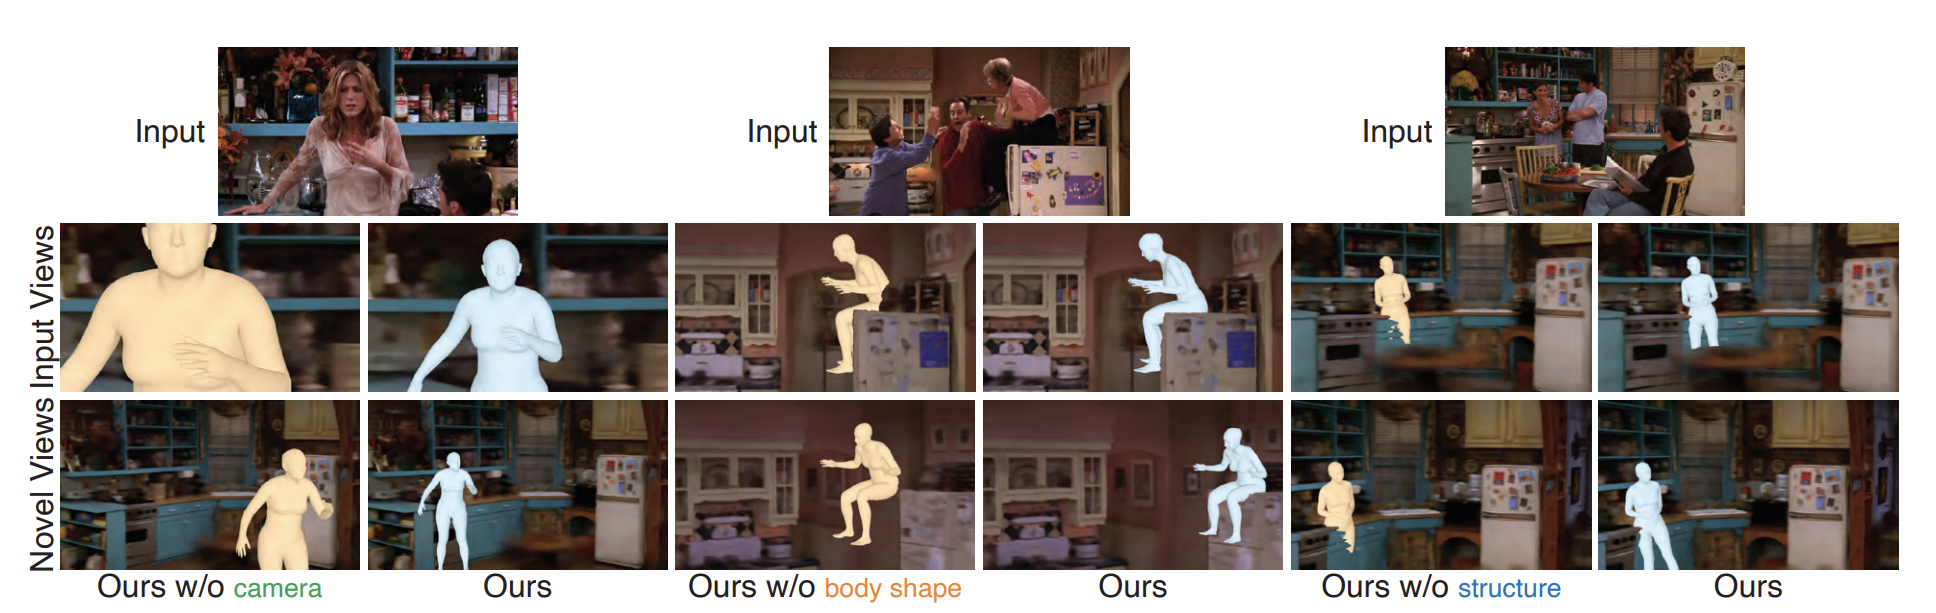 Input
Input
Input
Input Views
Novel Views
Ours w/o camera
Ours
Ours w/o body shape
Ours
Ours w/o structure
Ours